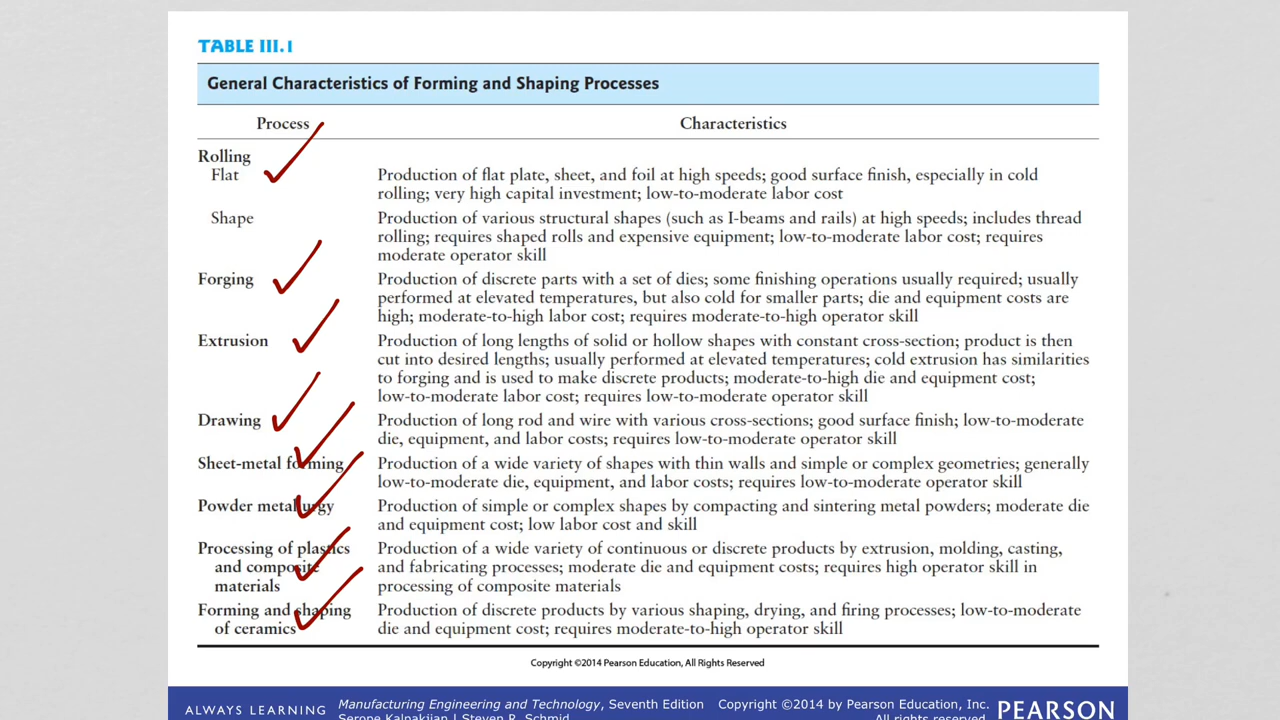 TABLE III.1
General Characteristics of Forming and Shaping Processes
Process Characteristics
Rolling
Flat Production of flat plate, sheet, and foil at high speeds; good surface finish, especially in cold
rolling; very high capital investment; low-to-moderate labor cost
Shape Production of various structural shapes (such as I-beams and rails) at high speeds; includes thread
rolling; requires shaped rolls and expensive equipment; low-to-moderate labor cost; requires
moderate operator skill
Forging Production of discrete parts with a set of dies; some finishing operations usually required; usually
performed at elevated temperatures, but also cold for smaller parts; die and equipment costs are
high; moderate-to-high labor cost; requires moderate-to-high operator skill
Extrusion Production of long lengths of solid or hollow shapes with constant cross-section; product is then
cut into desired lengths; usually performed at elevated temperatures; cold extrusion has similarities
to forging and is used to make discrete products; moderate-to-high die and equipment cost;
low-to-moderate labor cost; requires low-to-moderate operator skill
Drawing Production of long rod and wire with various cross-sections; good surface finish; low-to-moderate
die, equipment, and labor costs; requires low-to-moderate operator skill
Sheet-metal forming Production of a wide variety of shapes with thin walls and simple or complex geometries; generally
low-to-moderate die, equipment, and labor costs; requires low-to-moderate operator skill
Powder metallurgy Production of simple or complex shapes by compacting and sintering metal powders; moderate die
and equipment cost; low labor cost and skill
Processing of plastics Production of a wide variety of continuous or discrete products by extrusion, molding, casting,
and composite and fabricating processes; moderate die and equipment costs; requires high operator skill in
materials processing of composite materials
Forming and shaping Production of discrete products by various shaping, drying, and firing processes; low-to-moderate
of ceramics die and equipment cost; requires moderate-to-high operator skill
Copyright ©2014 Pearson Education, All Rights Reserved
ALWAYS LEARNING Manufacturing Engineering and Technology, Seventh Edition Copyright ©2014 by Pearson Education, Inc. PEARSON
Serope Kalpakjian | Steven R. Schmid All rights reserved.